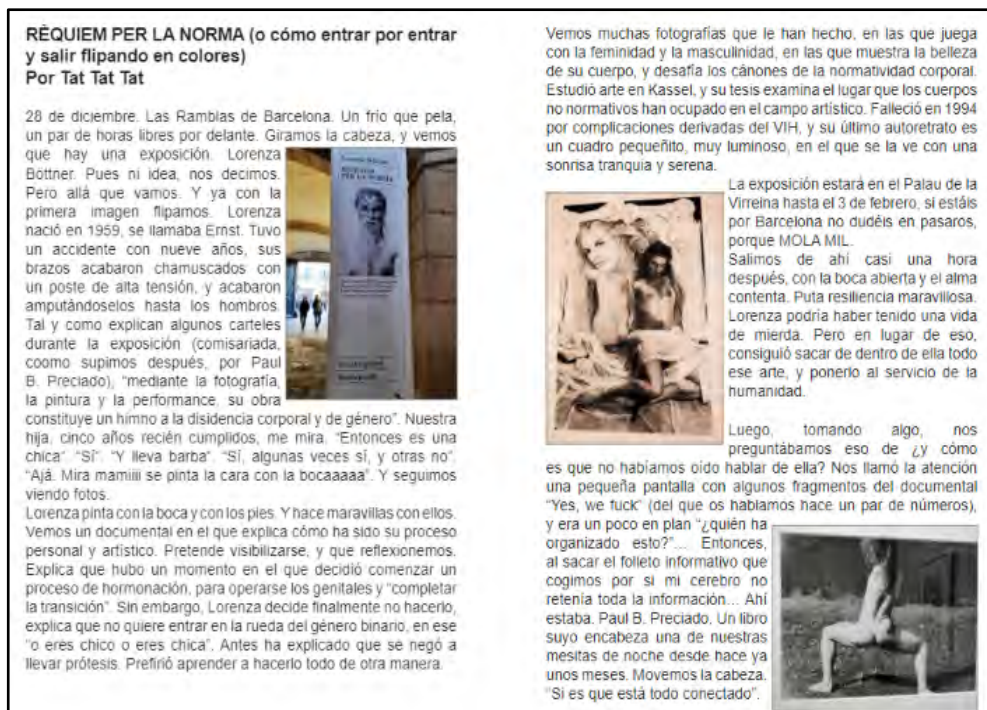 RÈQUIEM PER LA NORMA (o cómo entrar por entrar
y salir flipando en colores)
Por Tat Tat Tat
28 de diciembre. Las Ramblas de Barcelona. Un frío que pela,
un par de horas libres por delante. Giramos la cabeza, y vemos
que hay una exposición. Lorenza
Böttner. Pues ni idea, nos decimos.
Pero allá que vamos. Y ya con la
primera imagen flipamos. Lorenza
nació en 1959, se llamaba Ernst. Tuvo
un accidente con nueve años, sus
brazos acabaron chamuscados con
un poste de alta tensión, y acabaron
amputándoselos hasta los hombros.
Tal y como explican algunos carteles
durante la exposición (comisariada,
coomo supimos después, por Paul
B. Preciado), “mediante la fotografía,
la pintura y la performance, su obra
constituye un himno a la disidencia corporal y de género”. Nuestra
hija, cinco años recién cumplidos, me mira. “Entonces es una
chica”. “Sí”. “Y lleva barba”. “Sí, algunas veces sí, y otras no”.
“Ajá. Mira mamiiii se pinta la cara con la bocaaaaa”. Y seguimos
viendo fotos.
Lorenza pinta con la boca y con los pies. Y hace maravillas con ellos.
Vemos un documental en el que explica cómo ha sido su proceso
personal y artístico. Pretende visibilizarse, y que reflexionemos.
Explica que hubo un momento en el que decidió comenzar un
proceso de hormonación, para operarse los genitales y “completar
la transición”. Sin embargo, Lorenza decide finalmente no hacerlo,
explica que no quiere entrar en la rueda del género binario, en ese
“o eres chico o eres chica”. Antes ha explicado que se negó a
llevar prótesis. Prefirió aprender a hacerlo todo de otra manera.
RÈQUIEM
PER LA NORMA
Vemos muchas fotografías que le han hecho, en las que juega
con la feminidad y la masculinidad, en las que muestra la belleza
de su cuerpo, y desafía los cánones de la normatividad corporal.
Estudió arte en Kassel, y su tesis examina el lugar que los cuerpos
no normativos han ocupado en el campo artístico. Falleció en 1994
por complicaciones derivadas del VIH, y su último autoretrato es
un cuadro pequeñito, muy luminoso, en el que se la ve con una
sonrisa tranquia y serena.
La exposición estará en el Palau de la
Virreina hasta el 3 de febrero, si estáis
por Barcelona no dudéis en pasaros,
porque MOLA MIL.
Salimos de ahí casi una hora
después, con la boca abierta y el alma
contenta. Puta resiliencia maravillosa.
Lorenza podría haber tenido una vida
de mierda. Pero en lugar de eso,
consiguió sacar de dentro de ella todo
ese arte, y ponerlo al servicio de la
humanidad.
Luego, tomando algo, nos
preguntábamos eso de ¿y cómo
es que no habíamos oído hablar de ella? Nos llamó la atención
una pequeña pantalla con algunos fragmentos del documental
“Yes, we fuck” (del que os hablamos hace un par de números),
y era un poco en plan “¿quién ha
organizado esto?”... Entonces,
al sacar el folleto informativo que
cogimos por si mi cerebro no
retenía toda la información... Ahí
estaba. Paul B. Preciado. Un libro
suyo encabeza una de nuestras
mesitas de noche desde hace ya
unos meses. Movemos la cabeza.
“Si es que está todo conectado”.